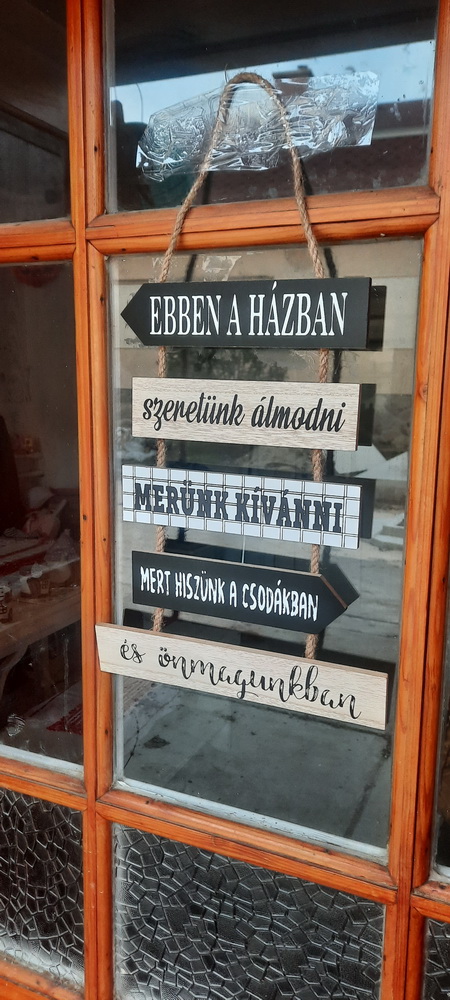 EBBEN A HÁZBAN
szeretünk álmodni
MERÜNK KÍVÁNNI
MERT HISZÜNK A CSODÁKBAN
és önmagunkban